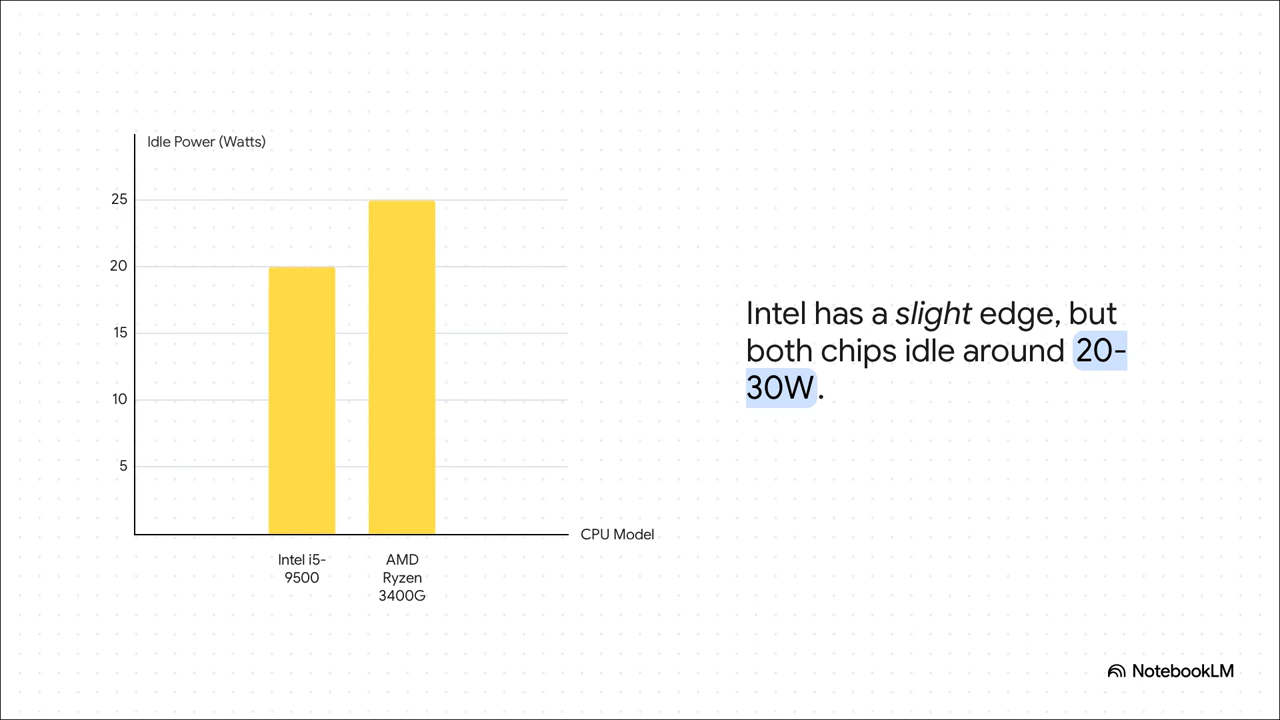 Idle Power (Watts)
25
20
15
10
5
CPU Model
Intel i5-
9500
AMD
Ryzen
3400G
Intel has a slight edge, but
both chips idle around 20-
30W.
NotebookLM